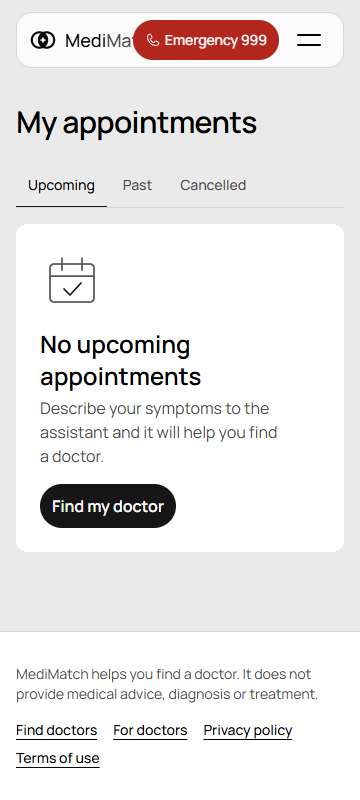 MediMat
Emergency 999
My appointments
Upcoming Past Cancelled
No upcoming
appointments
Describe your symptoms to the
assistant and it will help you find
a doctor.
Find my doctor
MediMatch helps you find a doctor. It does not
provide medical advice, diagnosis or treatment.
Find doctors For doctors Privacy policy
Terms of use